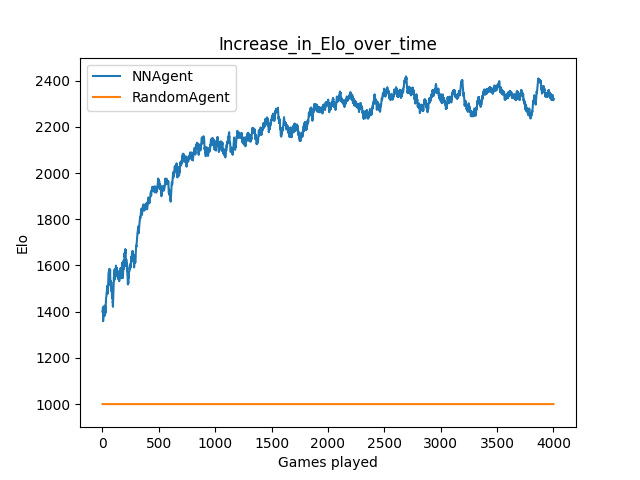 Increase_in_Elo_over_time
NNAgent
RandomAgent
2400
2200
2000
1800
1600
1400
1200
1000
Elo
0 500 1000 1500 2000 2500 3000 3500 4000
Games played